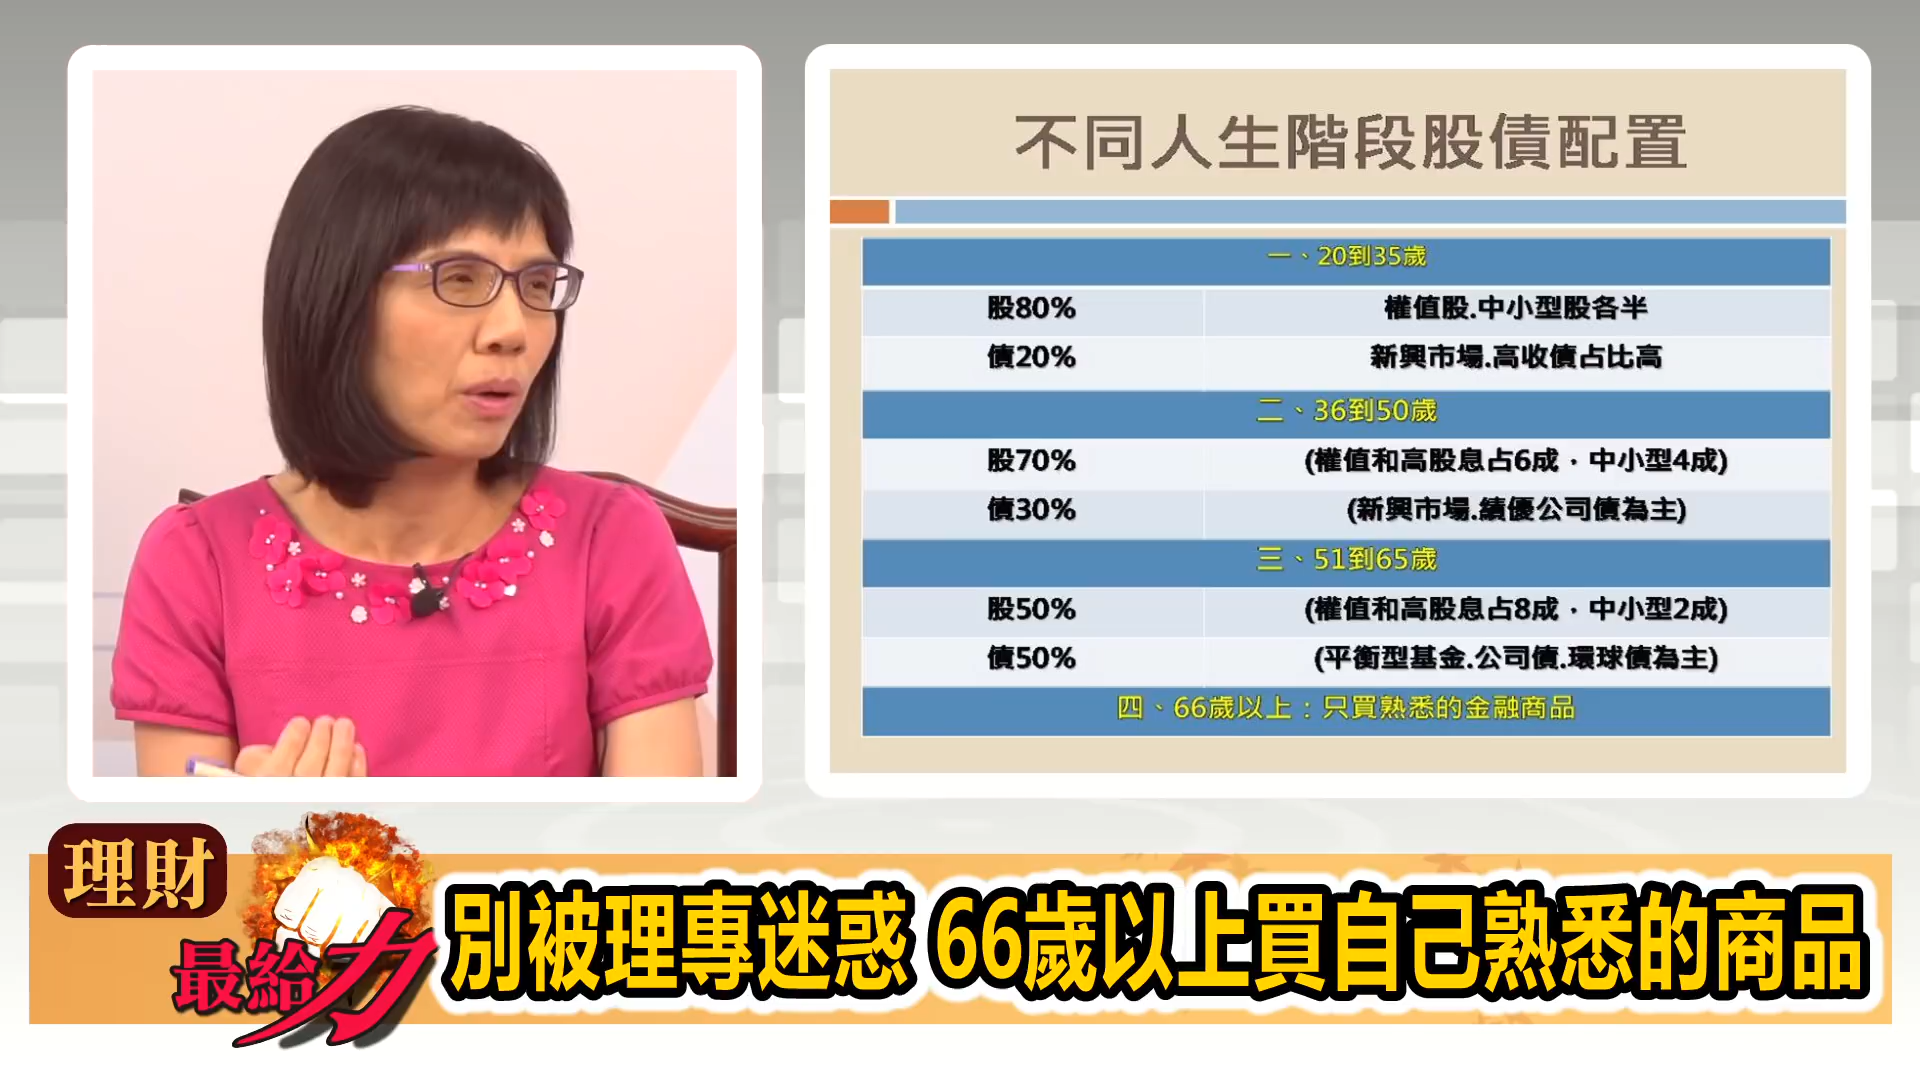 不同人生階段股債配置
一、20到35歲
股80% 權值股.中小型股各半
債20% 新興市場.高收債占比高
二、36到50歲
股70% (權值和高股息占6成，中小型4成)
債30% (新興市場.績優公司債為主)
三、51到65歲
股50% (權值和高股息占8成，中小型2成)
債50% (平衡型基金.公司債.環球債為主)
四、66歲以上：只買熟悉的金融商品
理財
最給力
別被理專迷惑 66歲以上買自己熟悉的商品